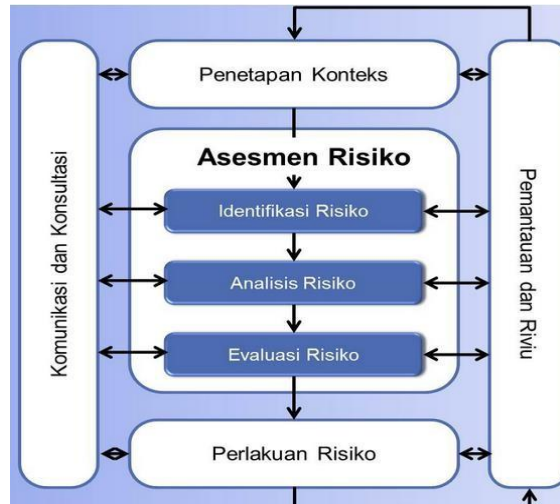 Penetapan Konteks
Asesmen Risiko
Identifikasi Risiko
Analisis Risiko
Evaluasi Risiko
Perlakuan Risiko
Komunikasi dan Konsultasi
Pemantauan dan Riviu